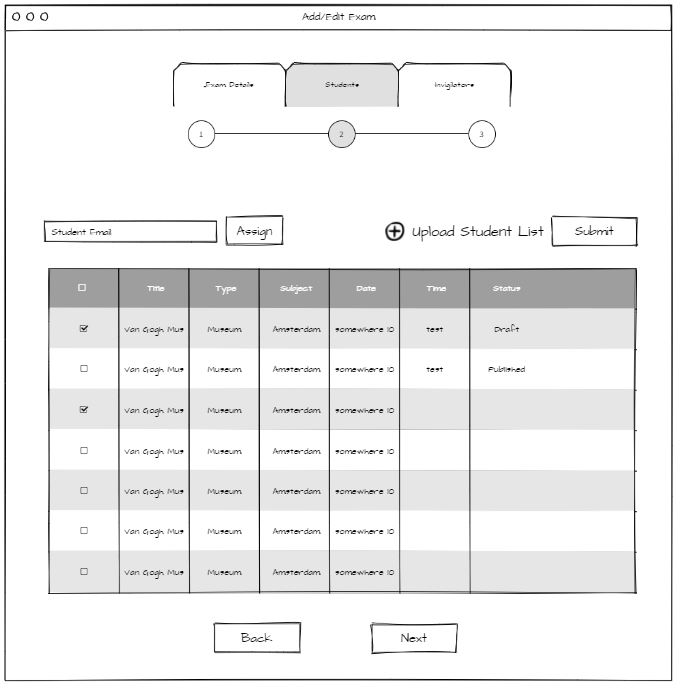 Add/Edit Exam
Exam Details Students Invigilators
1 2 3
Student Email Assign Upload Student List Submit
Title Type Subject Date Time Status
Van Gogh Mus Museum Amsterdam somewhere 10 test Draft
Van Gogh Mus Museum Amsterdam somewhere 10 test Published
Van Gogh Mus Museum Amsterdam somewhere 10
Van Gogh Mus Museum Amsterdam somewhere 10
Van Gogh Mus Museum Amsterdam somewhere 10
Van Gogh Mus Museum Amsterdam somewhere 10
Van Gogh Mus Museum Amsterdam somewhere 10
Back Next